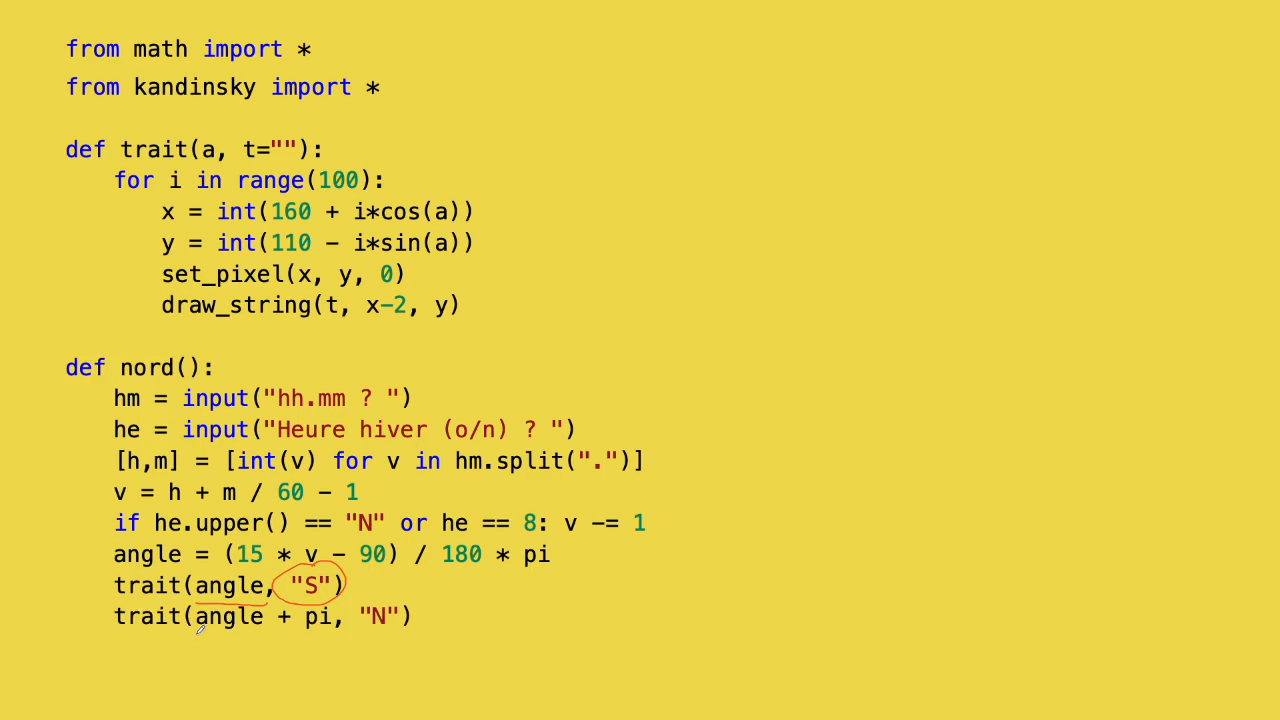 from math import *
from kandinsky import *
def trait(a, t=""):
for i in range(100):
x = int(160 + i*cos(a))
y = int(110 - i*sin(a))
set_pixel(x, y, 0)
draw_string(t, x-2, y)
def nord():
hm = input("hh.mm ? ")
he = input("Heure hiver (o/n) ? ")
[h,m] = [int(v) for v in hm.split(".")]
v = h + m / 60 - 1
if he.upper() == "N" or he == 8: v -= 1
angle = (15 * v - 90) / 180 * pi
trait(angle, "S")
trait(angle + pi, "N")